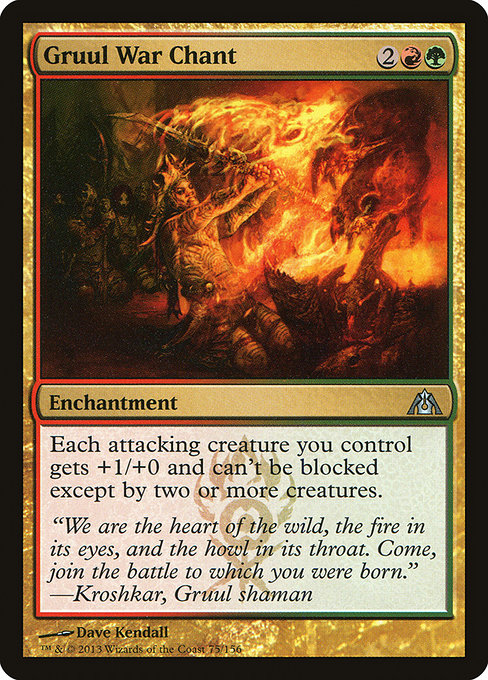 Gruul War Chant 2
Enchantment
Each attacking creature you control
gets +1/+0 and can't be blocked
except by two or more creatures.
“We are the heart of the wild, the fire in
its eyes, and the howl in its throat. Come,
join the battle to which you were born.”
—Kroshkar, Gruul shaman
Dave Kendall
™ & © 2013 Wizards of the Coast 75/156